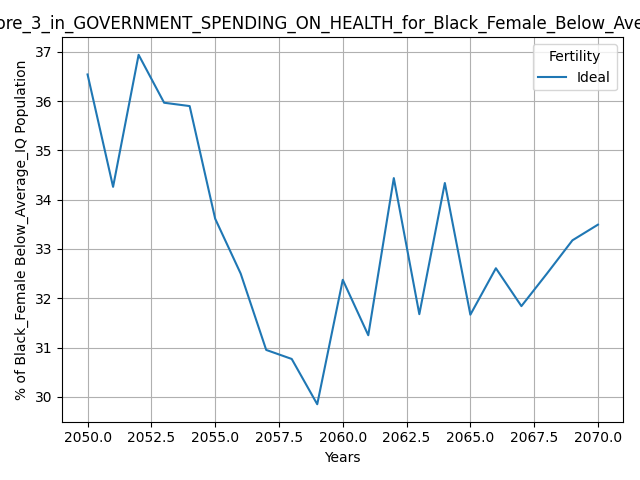 ore_3_in_GOVERNMENT_SPENDING_ON_HEALTH_for_Black_Female_Below_Ave
Fertility
Ideal
% of Black_Female Below_Average_IQ Population
37
36
35
34
33
32
31
30
2050.0 2052.5 2055.0 2057.5 2060.0 2062.5 2065.0 2067.5 2070.0
Years